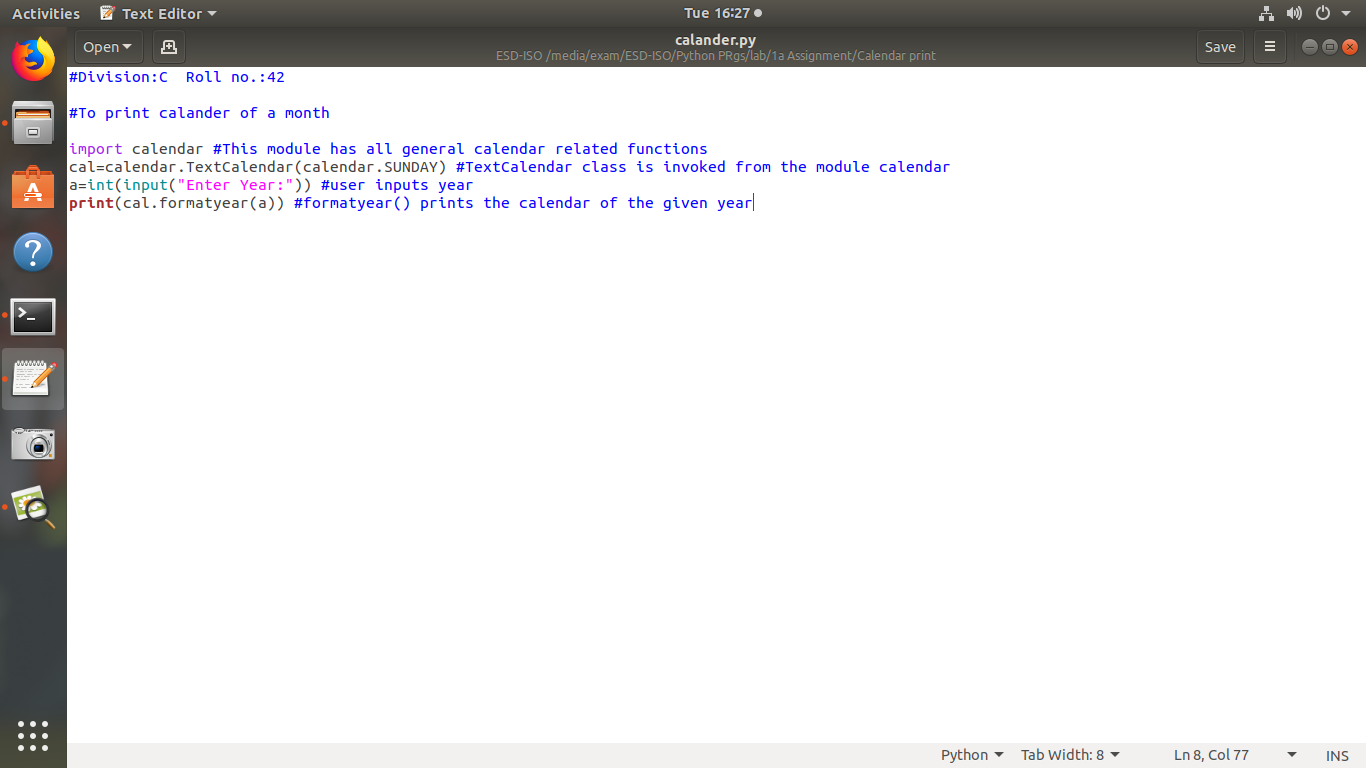 Activities Text Editor Tue 16:27
Open calander.py Save
ESD-ISO /media/exam/ESD-ISO/Python PRgs/lab/1a Assignment/Calendar print
#Division:C  Roll no.:42
#To print calander of a month
import calendar #This module has all general calendar related functions
cal=calendar.TextCalendar(calendar.SUNDAY) #TextCalendar class is invoked from the module calendar
a=int(input("Enter Year:")) #user inputs year
print(cal.formatyear(a)) #formatyear() prints the calendar of the given year
Python Tab Width: 8 Ln 8, Col 77 INS